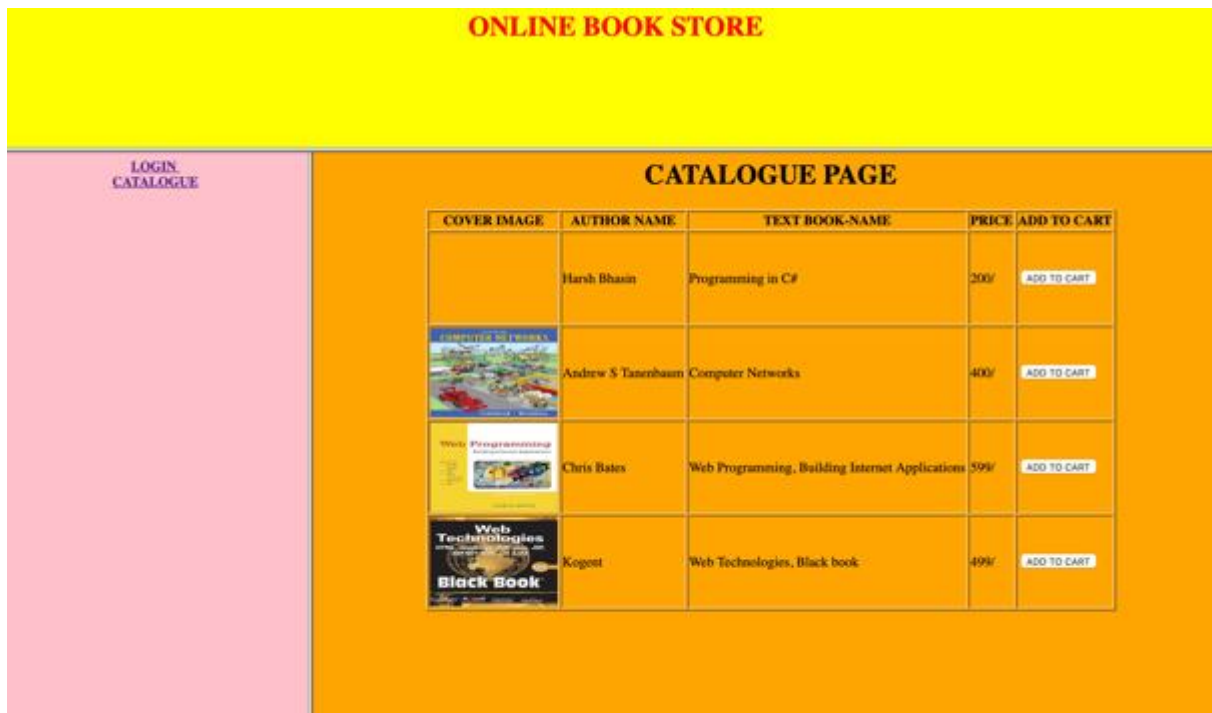 ONLINE BOOK STORE
LOGIN
CATALOGUE
CATALOGUE PAGE
COVER IMAGE AUTHOR NAME TEXT BOOK-NAME PRICE ADD TO CART
Harsh Bhasin Programming in C# 200/ ADD TO CART
COMPUTER NETWORKS
Andrew S Tanenbaum Computer Networks 400/ ADD TO CART
Web Programming
Chris Bates Web Programming, Building Internet Applications 599/ ADD TO CART
Web
Technologies
Black Book
Kogent Web Technologies, Black book 499/ ADD TO CART